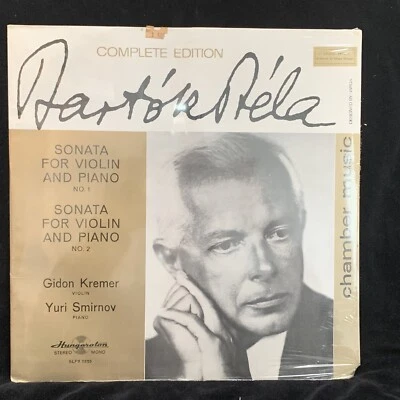 COMPLETE EDITION
Bartók Béla
SONATA
FOR VIOLIN
AND PIANO
NO. 1
SONATA
FOR VIOLIN
AND PIANO
NO. 2
Gidon Kremer
VIOLIN
Yuri Smirnov
PIANO
Hungaroton
STEREO MONO
chamber music